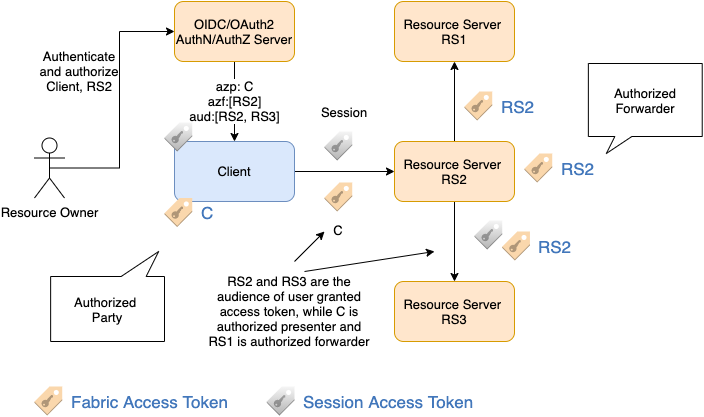 OIDC/OAuth2
AuthN/AuthZ Server
Resource Server
RS1
Authenticate
and authorize
Client, RS2
azp: C
azf:[RS2]
aud:[RS2, RS3]
Session
RS2
Authorized
Forwarder
Client
Resource Server
RS2
RS2
Resource Owner
C
C
RS2
Authorized
Party
RS2 and RS3 are the
audience of user granted
access token, while C is
authorized presenter and
RS1 is authorized forwarder
Resource Server
RS3
Fabric Access Token
Session Access Token